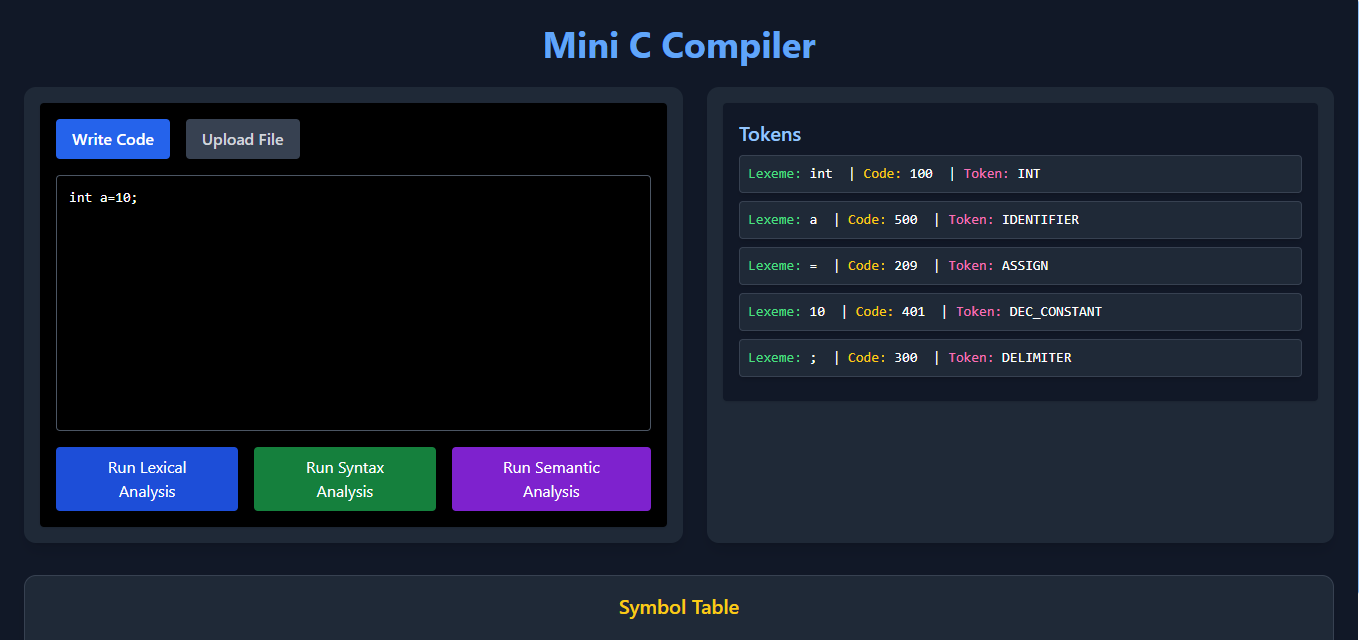 Mini C Compiler
Write Code
Upload File
int a=10;
Run Lexical
Analysis
Run Syntax
Analysis
Run Semantic
Analysis
Tokens
Lexeme: int | Code: 100 | Token: INT
Lexeme: a | Code: 500 | Token: IDENTIFIER
Lexeme: = | Code: 209 | Token: ASSIGN
Lexeme: 10 | Code: 401 | Token: DEC_CONSTANT
Lexeme: ; | Code: 300 | Token: DELIMITER
Symbol Table